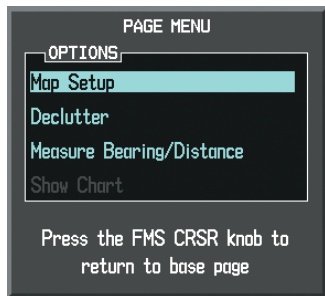 PAGE MENU
OPTIONS
Map Setup
Declutter
Measure Bearing/Distance
Show Chart
Press the FMS CRSR knob to
return to base page